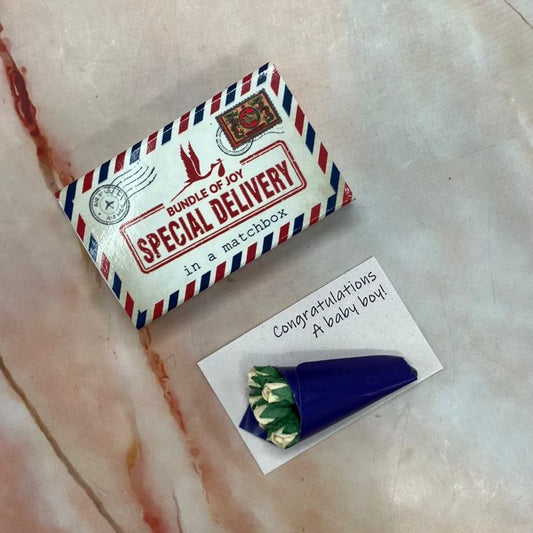 BUNDLE OF JOY
SPECIAL DELIVERY
in a matchbox
Congratulations
A baby boy!